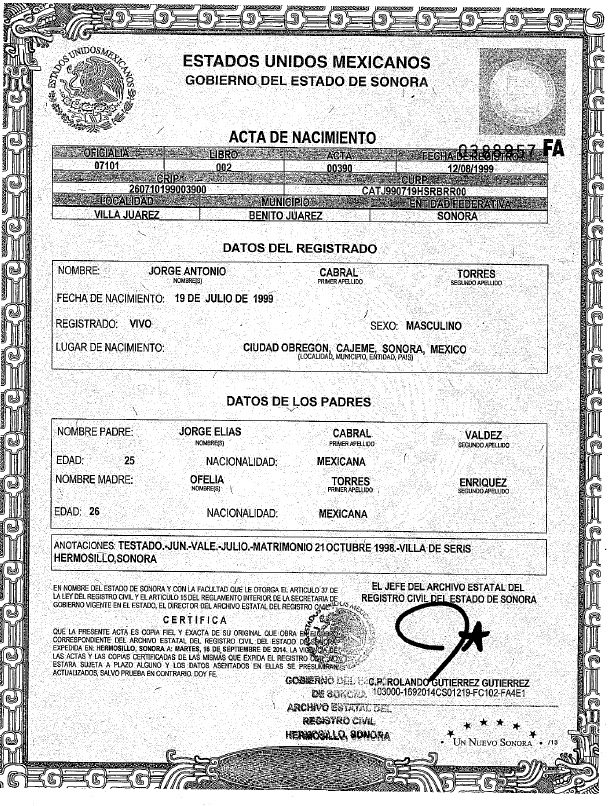 ESTADOS UNIDOS MEXICANOS
ESTADOS UNIDOS MEXICANOS
GOBIERNO DEL ESTADO DE SONORA
ACTA DE NACIMIENTO
0388857 FA
OFICIALIA LIBRO ACTA FECHA DE REGISTRO
07101 002 00390 12/08/1999
CRIP CURP
260710199003900 CATJ990719HSRBRR00
LOCALIDAD MUNICIPIO ENTIDAD FEDERATIVA
VILLA JUAREZ BENITO JUAREZ SONORA
DATOS DEL REGISTRADO
NOMBRE: JORGE ANTONIO CABRAL TORRES
NOMBRE(S) PRIMER APELLIDO SEGUNDO APELLIDO
FECHA DE NACIMIENTO: 19 DE JULIO DE 1999
REGISTRADO: VIVO SEXO: MASCULINO
LUGAR DE NACIMIENTO: CIUDAD OBREGON, CAJEME, SONORA, MEXICO
(LOCALIDAD, MUNICIPIO, ENTIDAD, PAIS)
DATOS DE LOS PADRES
NOMBRE PADRE: JORGE ELIAS CABRAL VALDEZ
NOMBRE(S) PRIMER APELLIDO SEGUNDO APELLIDO
EDAD: 25 NACIONALIDAD: MEXICANA
NOMBRE MADRE: OFELIA TORRES ENRIQUEZ
NOMBRE(S) PRIMER APELLIDO SEGUNDO APELLIDO
EDAD: 26 NACIONALIDAD: MEXICANA
ANOTACIONES: TESTADO.-JUN.-VALE.-JULIO.-MATRIMONIO 21 OCTUBRE 1998.-VILLA DE SERIS
HERMOSILLO,SONORA
EN NOMBRE DEL ESTADO DE SONORA Y CON LA FACULTAD QUE LE OTORGA EL ARTICULO 37 DE
LA LEY DEL REGISTRO CIVIL, Y EL ARTICULO 15 DEL REGLAMENTO INTERIOR DE LA SECRETARIA DE
GOBIERNO VIGENTE EN EL ESTADO, EL DIRECTOR DEL ARCHIVO ESTATAL DEL REGISTRO
CERTIFICA
QUE LA PRESENTE ACTA ES COPIA FIEL Y EXACTA DE SU ORIGINAL QUE OBRA EN
CORRESPONDIENTE DEL ARCHIVO ESTATAL DEL REGISTRO CIVIL DEL ESTADO DE
EXPEDIDA EN: HERMOSILLO, SONORA A: MARTES, 16 DE SEPTIEMBRE DE 2014. LA
LAS ACTAS Y LAS COPIAS CERTIFICADAS DE LAS MISMAS QUE EXPIDA EL REGISTRO
ESTARA SUJETA A PLAZO ALGUNO Y LOS DATOS ASENTADOS EN ELLAS SE
ACTUALIZADOS, SALVO PRUEBA EN CONTRARIO. DOY FE.
EL JEFE DEL ARCHIVO ESTATAL DEL
REGISTRO CIVIL DEL ESTADO DE SONORA
C.P. ROLANDO GUTIERREZ GUTIERREZ
103000-1692014CS01219-FC102-FA4E1
GOBIERNO DEL
DE SONORA
ARCHIVO ESTATAL DEL
REGISTRO CIVIL
HERMOSILLO, SONORA
UN NUEVO SONORA
/13